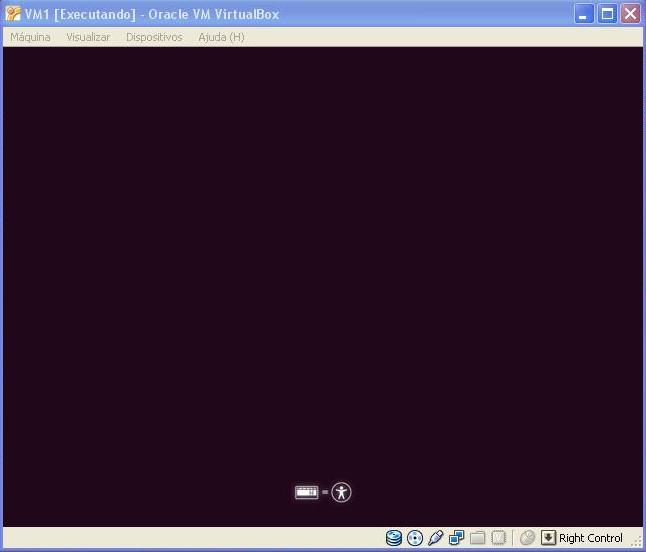 VM1 [Executando] - Oracle VM VirtualBox
Máquina Visualizar Dispositivos Ajuda (H)
=
Right Control